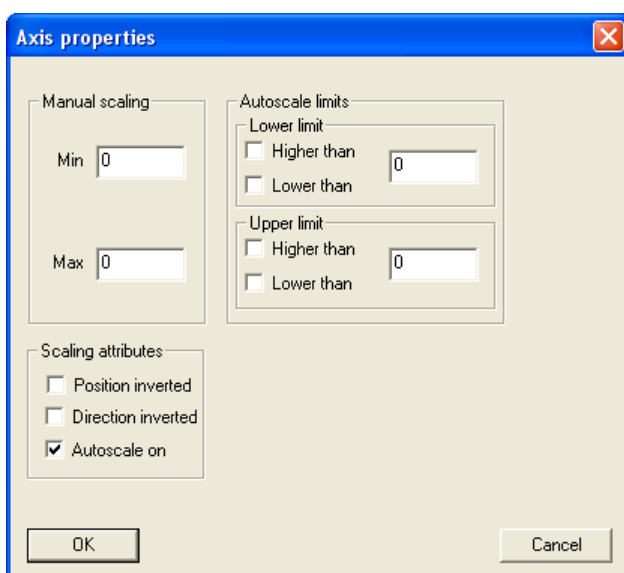 Axis properties
Manual scaling
Min 0
Max 0
Autoscale limits
Lower limit
Higher than
0
Lower than
Upper limit
Higher than
0
Lower than
Scaling attributes
Position inverted
Direction inverted
Autoscale on
OK
Cancel